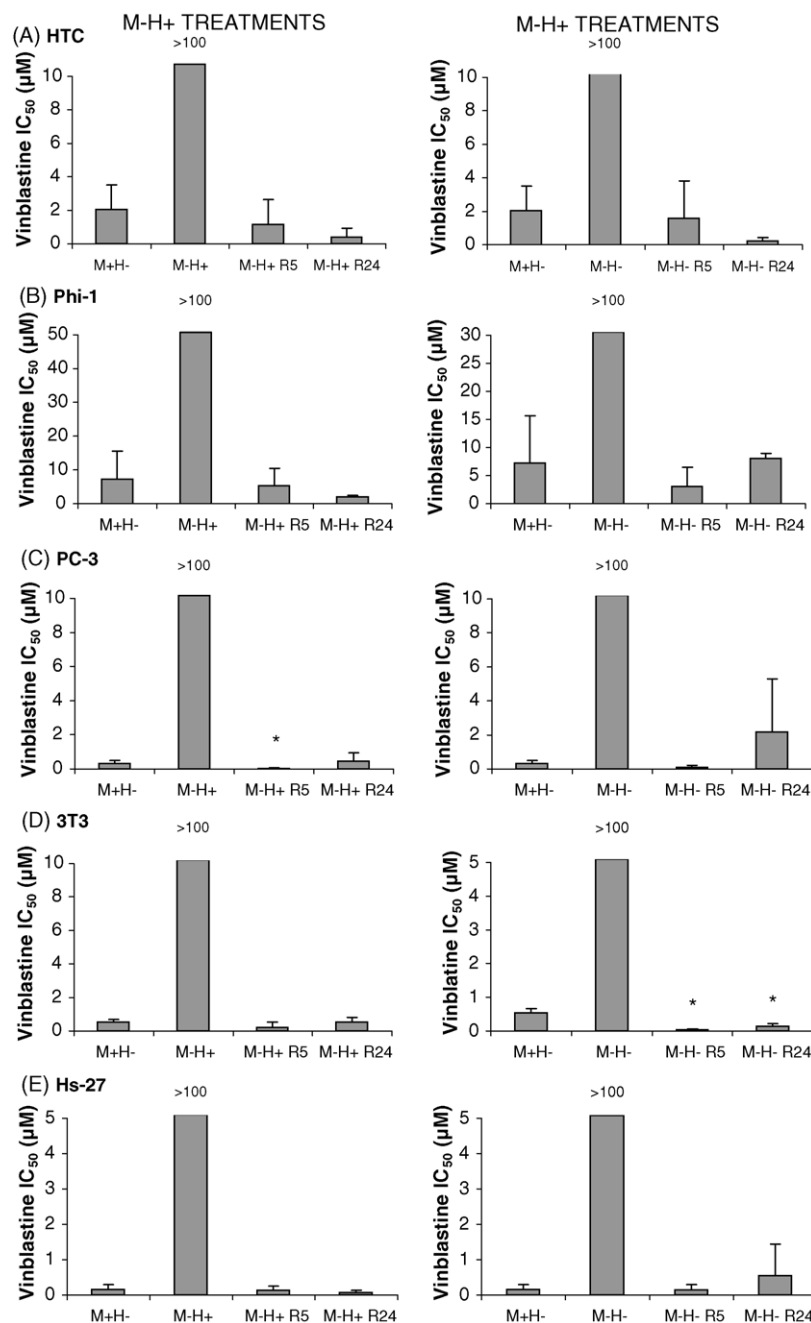 M-H+ TREATMENTS
M-H+ TREATMENTS
(A) HTC
>100
Vinblastine IC50 (µM)
10
8
6
4
2
0
M+H- M-H+ M-H+ R5 M-H+ R24
>100
Vinblastine IC50 (µM)
10
8
6
4
2
0
M+H- M-H- M-H- R5 M-H- R24
(B) Phi-1
>100
Vinblastine IC50 (µM)
50
40
30
20
10
0
M+H- M-H+ M-H+ R5 M-H+ R24
>100
Vinblastine IC50 (µM)
30
25
20
15
10
5
0
M+H- M-H- M-H- R5 M-H- R24
(C) PC-3
>100
Vinblastine IC50 (µM)
10
8
6
4
2
0
*
M+H- M-H+ M-H+ R5 M-H+ R24
>100
Vinblastine IC50 (µM)
10
8
6
4
2
0
M+H- M-H- M-H- R5 M-H- R24
(D) 3T3
>100
Vinblastine IC50 (µM)
10
8
6
4
2
0
M+H- M-H+ M-H+ R5 M-H+ R24
>100
Vinblatine IC50 (µM)
5
4
3
2
1
0
* *
M+H- M-H- M-H- R5 M-H- R24
(E) Hs-27
>100
Vinblastine IC50 (µM)
5
4
3
2
1
0
M+H- M-H+ M-H+ R5 M-H+ R24
>100
Vinblastine IC50 (µM)
5
4
3
2
1
0
M+H- M-H- M-H- R5 M-H- R24